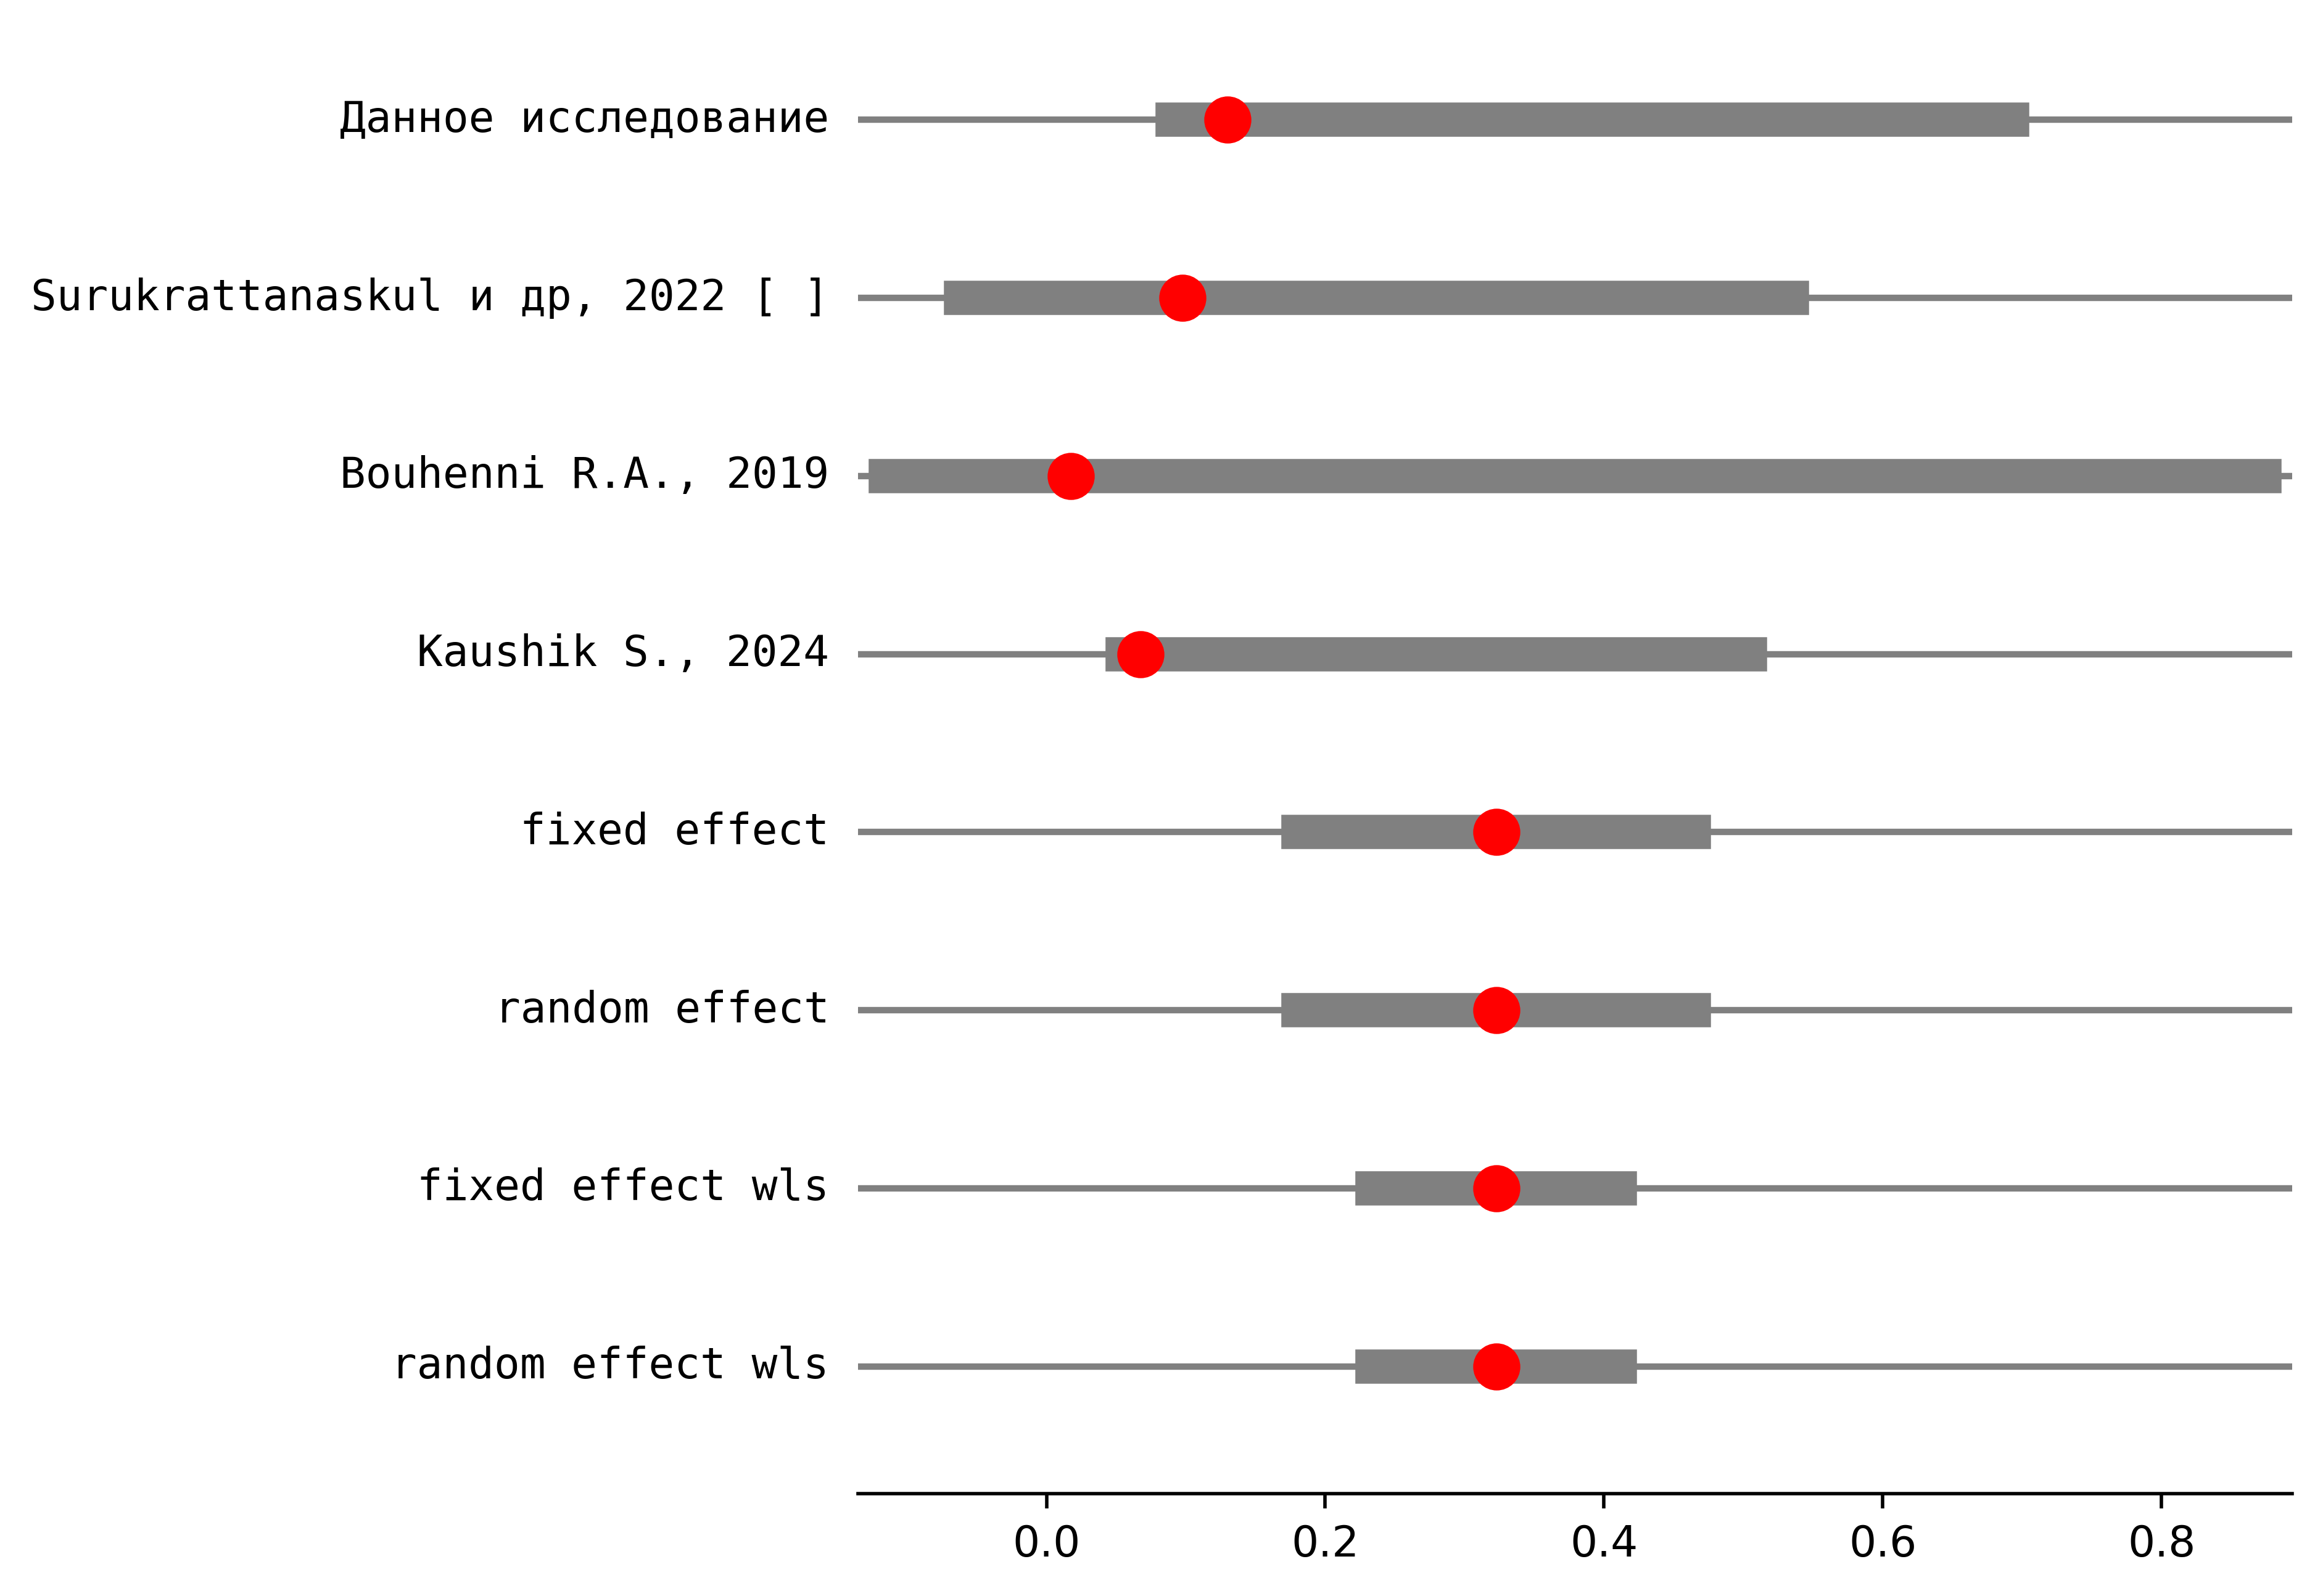 Данное исследование
Surukrattanaskul и др, 2022 [ ]
Bouhenni R.A., 2019
Kaushik S., 2024
fixed effect
random effect
fixed effect wls
random effect wls
0.0 0.2 0.4 0.6 0.8